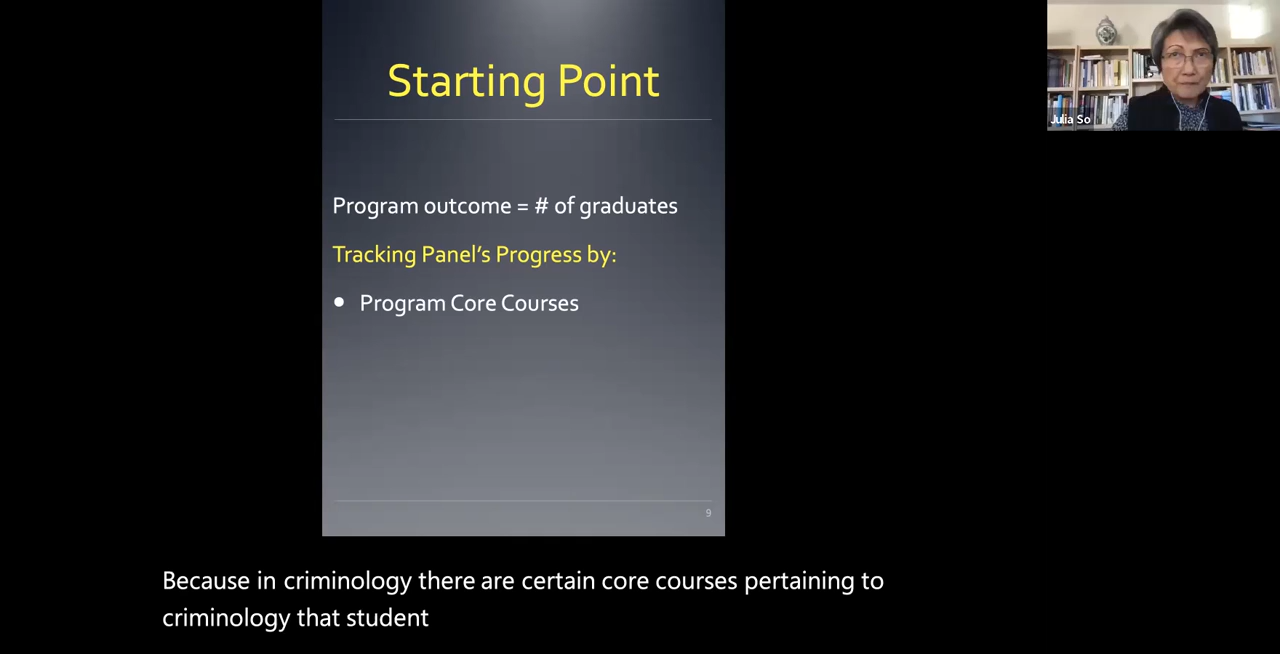 Starting Point
Program outcome = # of graduates
Tracking Panel’s Progress by:
● Program Core Courses
9
Julia So
Because in criminology there are certain core courses pertaining to
criminology that student